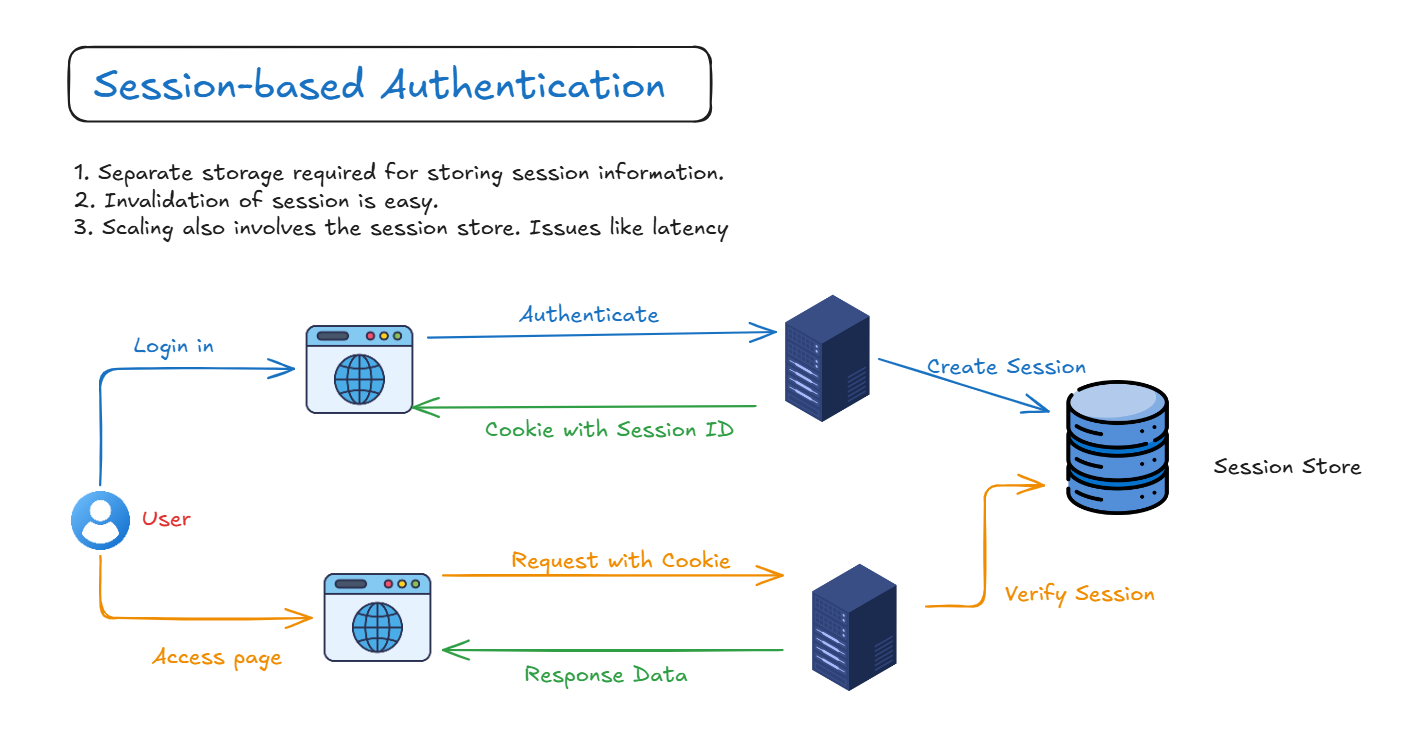 Session-based Authentication
1. Separate storage required for storing session information.
2. Invalidation of session is easy.
3. Scaling also involves the session store. Issues like latency
Authenticate
Login in
Create Session
Cookie with Session ID
Session Store
User
Request with Cookie
Verify Session
Access page
Response Data